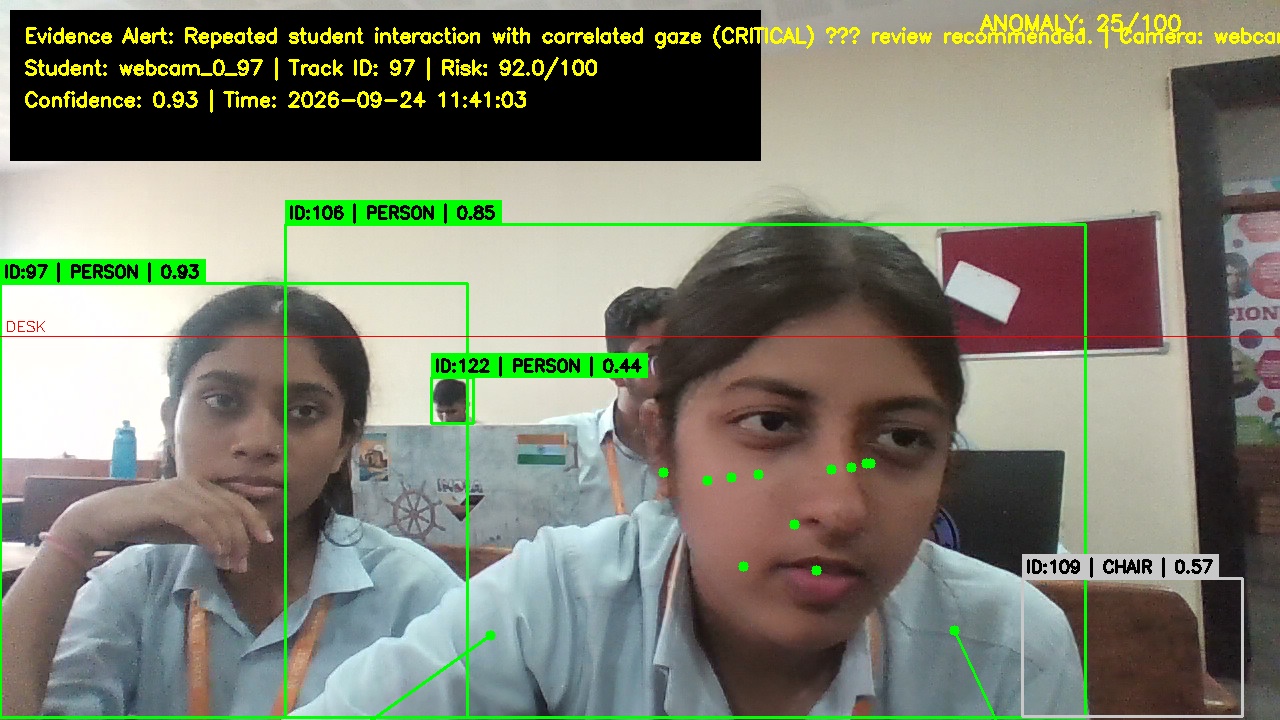 ANOMALY: 25/100
Evidence Alert: Repeated student interaction with correlated gaze (CRITICAL) ??? review recommended. | Camera: webcam
Student: webcam_0_97 | Track ID: 97 | Risk: 92.0/100
Confidence: 0.93 | Time: 2026-09-24 11:41:03
ID:106 | PERSON | 0.85
ID:97 | PERSON | 0.93
DESK
ID:122 | PERSON | 0.44
INDIA
PION
ID:109 | CHAIR | 0.57